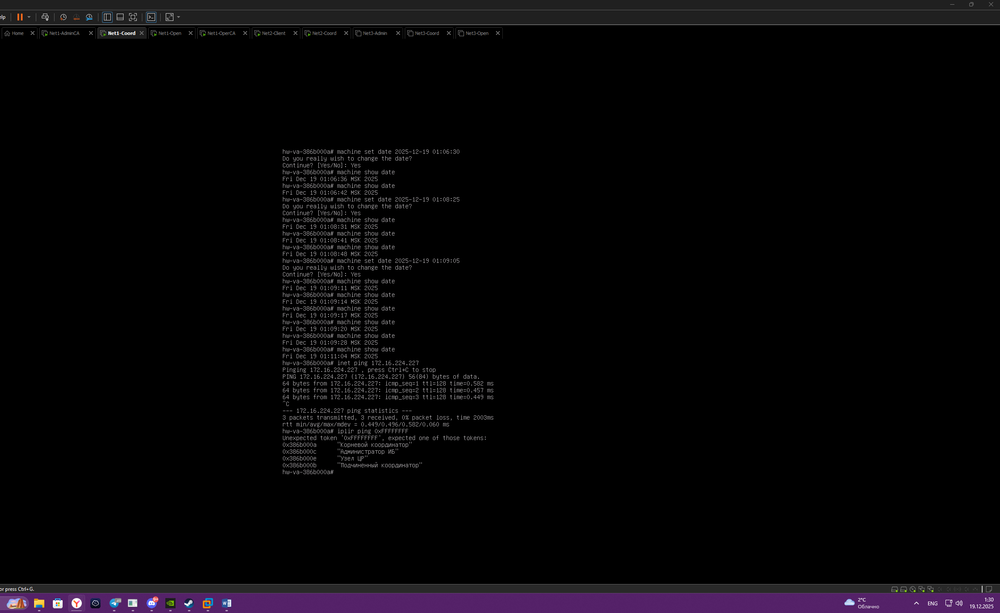 elp
Home
Net1-AdminCA
Net1-Coord
Net1-Open
Net1-OperCA
Net2-Client
Net2-Coord
Net3-Admin
Net3-Coord
Net3-Open
hw-va-386b000a# machine set date 2025-12-19 01:06:30
Do you really wish to change the date?
Continue? [Yes/No]: Yes
hw-va-386b000a# machine show date
Fri Dec 19 01:06:36 MSK 2025
hw-va-386b000a# machine show date
Fri Dec 19 01:06:42 MSK 2025
hw-va-386b000a# machine set date 2025-12-19 01:08:25
Do you really wish to change the date?
Continue? [Yes/No]: Yes
hw-va-386b000a# machine show date
Fri Dec 19 01:08:31 MSK 2025
hw-va-386b000a# machine show date
Fri Dec 19 01:08:41 MSK 2025
hw-va-386b000a# machine show date
Fri Dec 19 01:08:48 MSK 2025
hw-va-386b000a# machine set date 2025-12-19 01:09:05
Do you really wish to change the date?
Continue? [Yes/No]: Yes
hw-va-386b000a# machine show date
Fri Dec 19 01:09:11 MSK 2025
hw-va-386b000a# machine show date
Fri Dec 19 01:09:14 MSK 2025
hw-va-386b000a# machine show date
Fri Dec 19 01:09:17 MSK 2025
hw-va-386b000a# machine show date
Fri Dec 19 01:09:20 MSK 2025
hw-va-386b000a# machine show date
Fri Dec 19 01:09:28 MSK 2025
hw-va-386b000a# machine show date
Fri Dec 19 01:11:04 MSK 2025
hw-va-386b000a# inet ping 172.16.224.227
Pinging 172.16.224.227 , press Ctrl+C to stop
PING 172.16.224.227 (172.16.224.227) 56(84) bytes of data.
64 bytes from 172.16.224.227: icmp_seq=1 ttl=128 time=0.582 ms
64 bytes from 172.16.224.227: icmp_seq=2 ttl=128 time=0.457 ms
64 bytes from 172.16.224.227: icmp_seq=3 ttl=128 time=0.449 ms
^C
--- 172.16.224.227 ping statistics ---
3 packets transmitted, 3 received, 0% packet loss, time 2003ms
rtt min/avg/max/mdev = 0.449/0.496/0.582/0.060 ms
hw-va-386b000a# iplir ping 0xFFFFFFFF
Unexpected token '0xFFFFFFFF', expected one of those tokens:
0x386b000a "Корневой координатор"
0x386b000c "Администратор ИБ"
0x386b000e "Узел ЦР"
0x386b000b "Подчиненный координатор"
hw-va-386b000a#
or press Ctrl+G.
49
9+
2°C
Облачно
ENG
1:30
19.12.2025